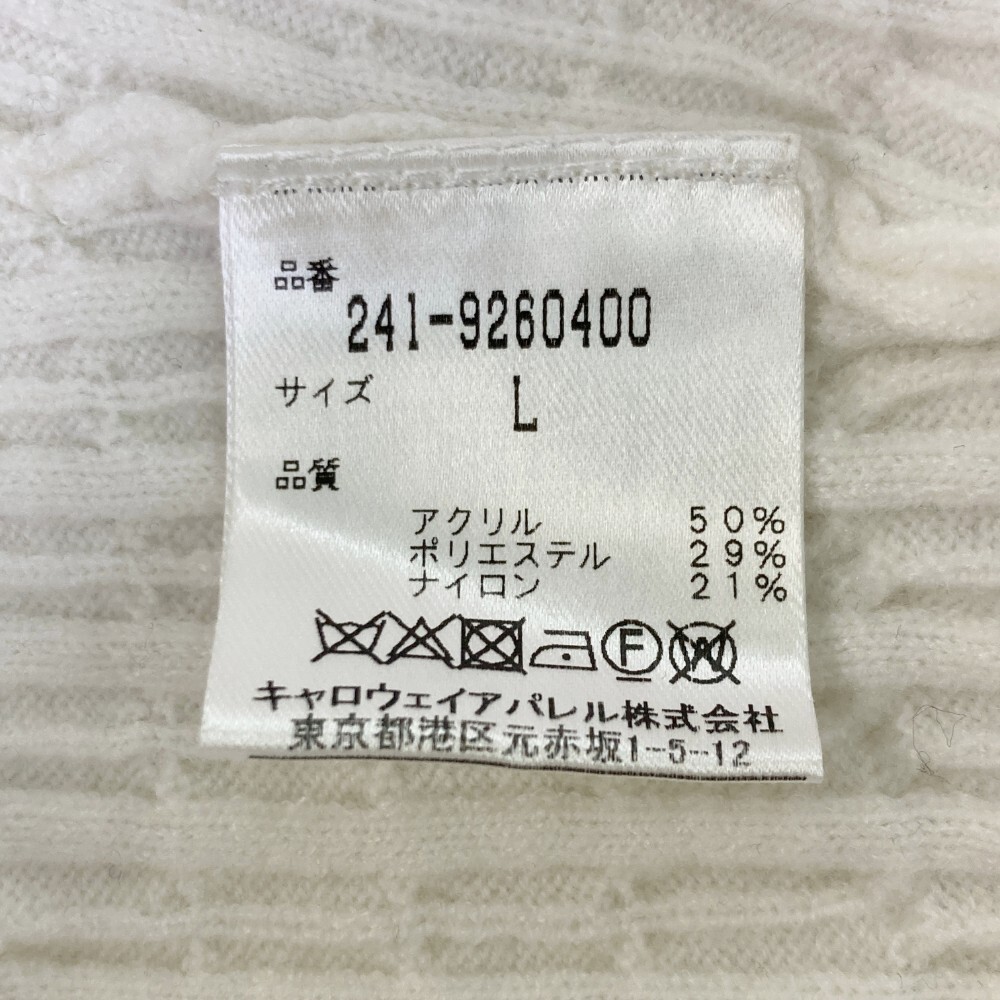 品番
241-9260400
サイズ L
品質
アクリル 50%
ポリエステル 29%
ナイロン 21%
F W
キャロウェイアパレル株式会社
東京都港区元赤坂1-5-12